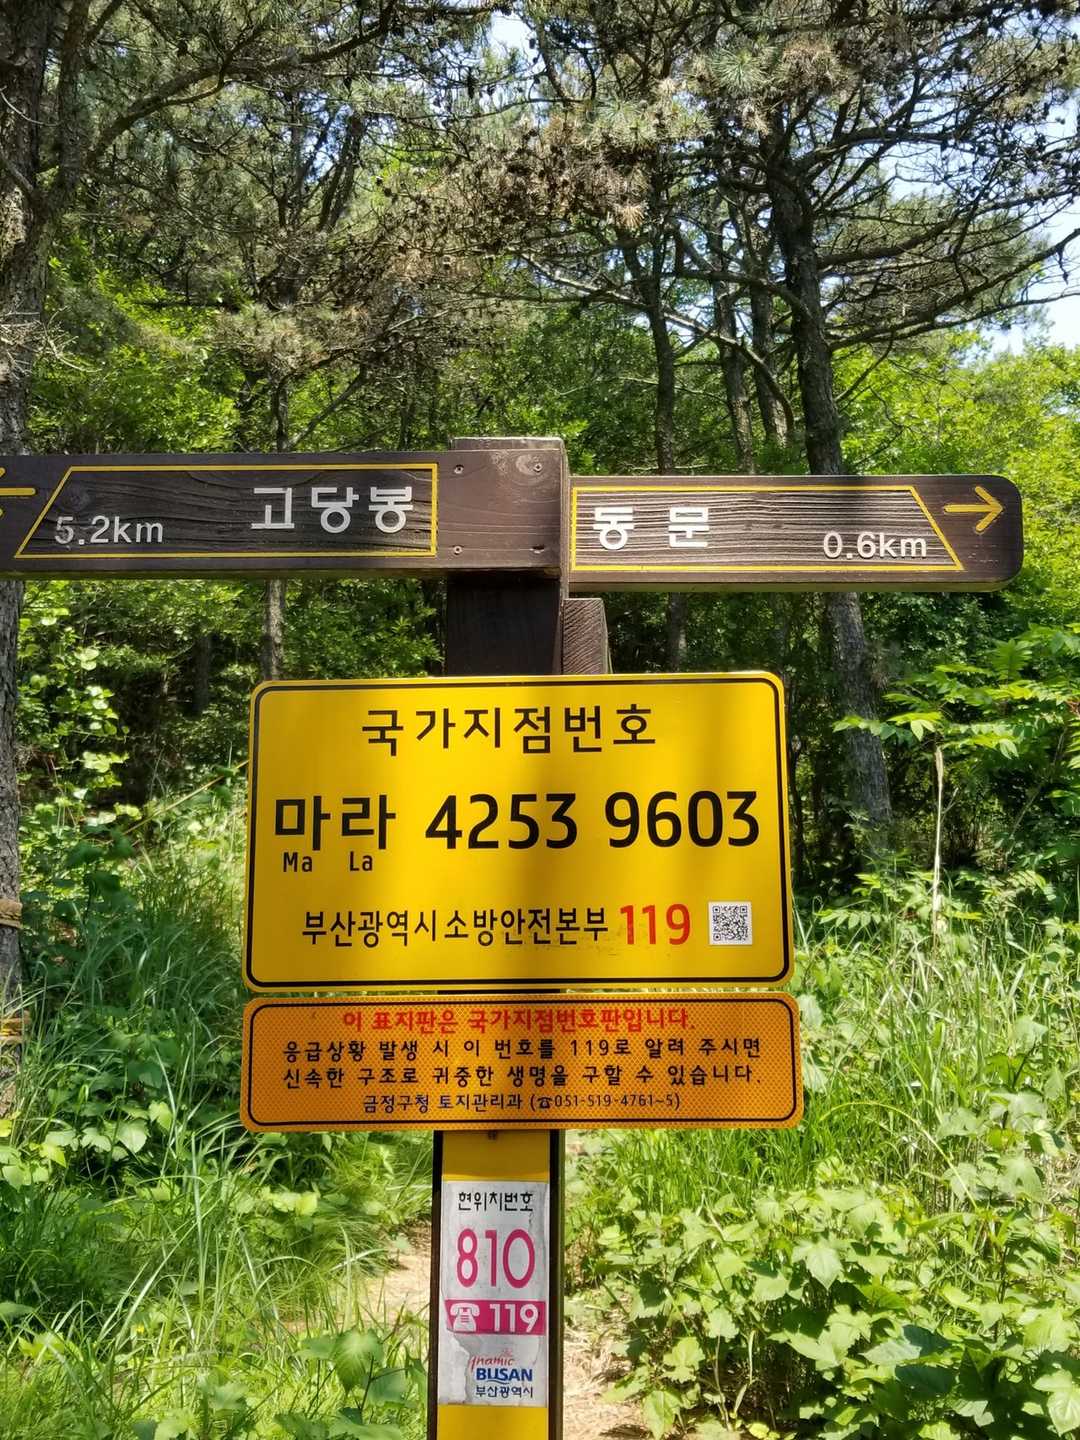 고당봉
5.2km
동문
0.6km
국가지점번호
마라 4253 9603
Ma La
부산광역시소방안전본부 119
이 표지판은 국가지점번호판입니다.
응급상황 발생 시 이 번호를 119로 알려 주시면
신속한 구조로 귀중한 생명을 구할 수 있습니다.
금정구청 토지관리과 (☎051-519-4761~5)
현위치번호
810
☎ 119
ynamic
BUSAN
부산광역시